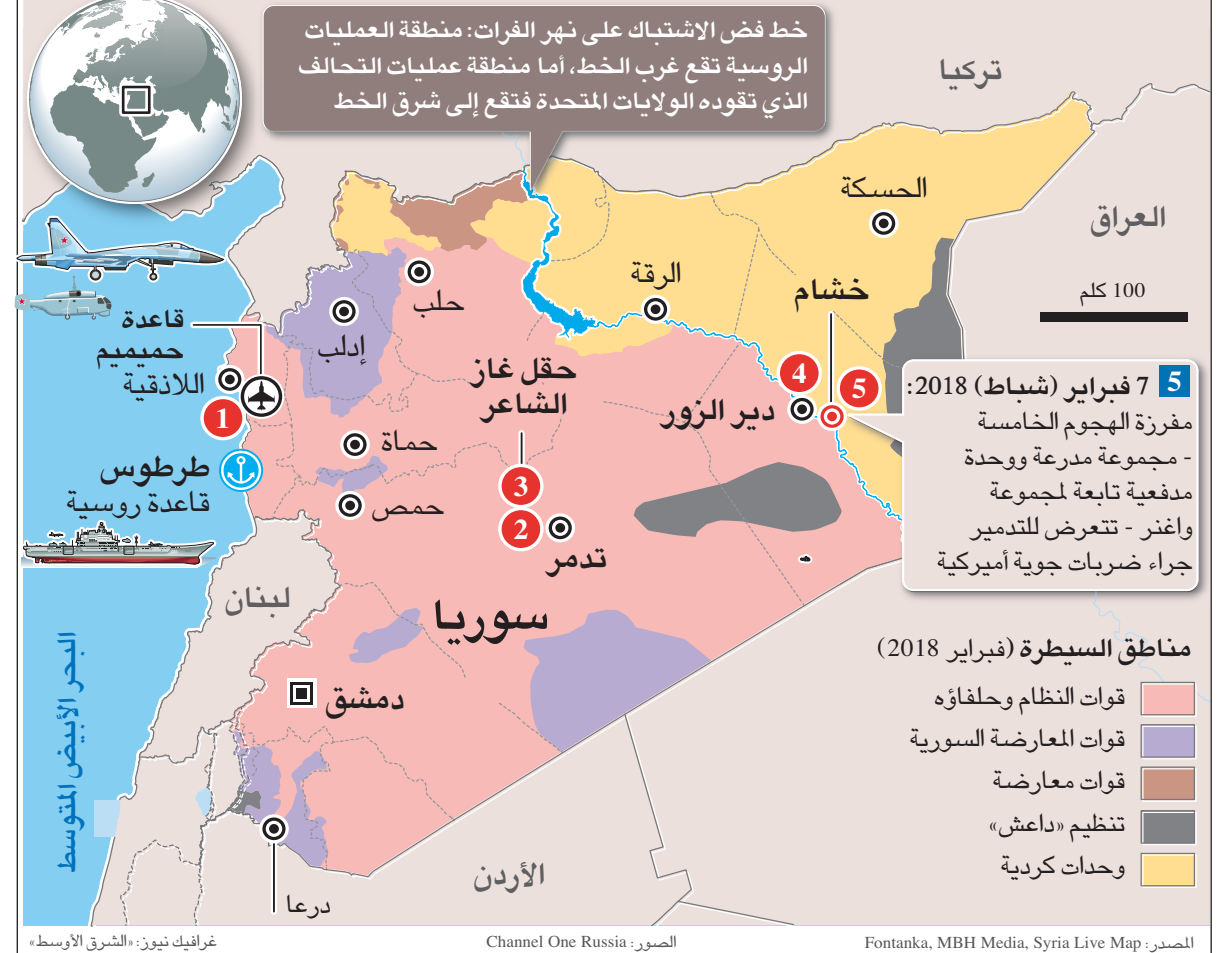 خط فض الاشتباك على نهر الفرات: منطقة العمليات
الروسية تقع غرب الخط، أما منطقة عمليات التحالف
الذي تقوده الولايات المتحدة فتقع إلى شرق الخط
تركيا
العراق
الحسكة
الرقة
خشام
حلب
إدلب
100 كلم
قاعدة
حميميم
اللاذقية
1
حقل غاز
الشاعر
3
2
4
5
دير الزور
حماة
حمص
تدمر
طرطوس
قاعدة روسية
5 7 فبراير (شباط) 2018:
مفرزة الهجوم الخامسة
- مجموعة مدرعة ووحدة
مدفعية تابعة لمجموعة
واغنر - تتعرض للتدمير
جراء ضربات جوية أميركية
لبنان
سوريا
دمشق
البحر الأبيض المتوسط
درعا
الأردن
مناطق السيطرة (فبراير 2018)
قوات النظام وحلفاؤه
قوات المعارضة السورية
قوات معارضة
تنظيم «داعش»
وحدات كردية
المصدر: Fontanka, MBH Media, Syria Live Map
الصور: Channel One Russia
غرافيك نيوز: «الشرق الأوسط»